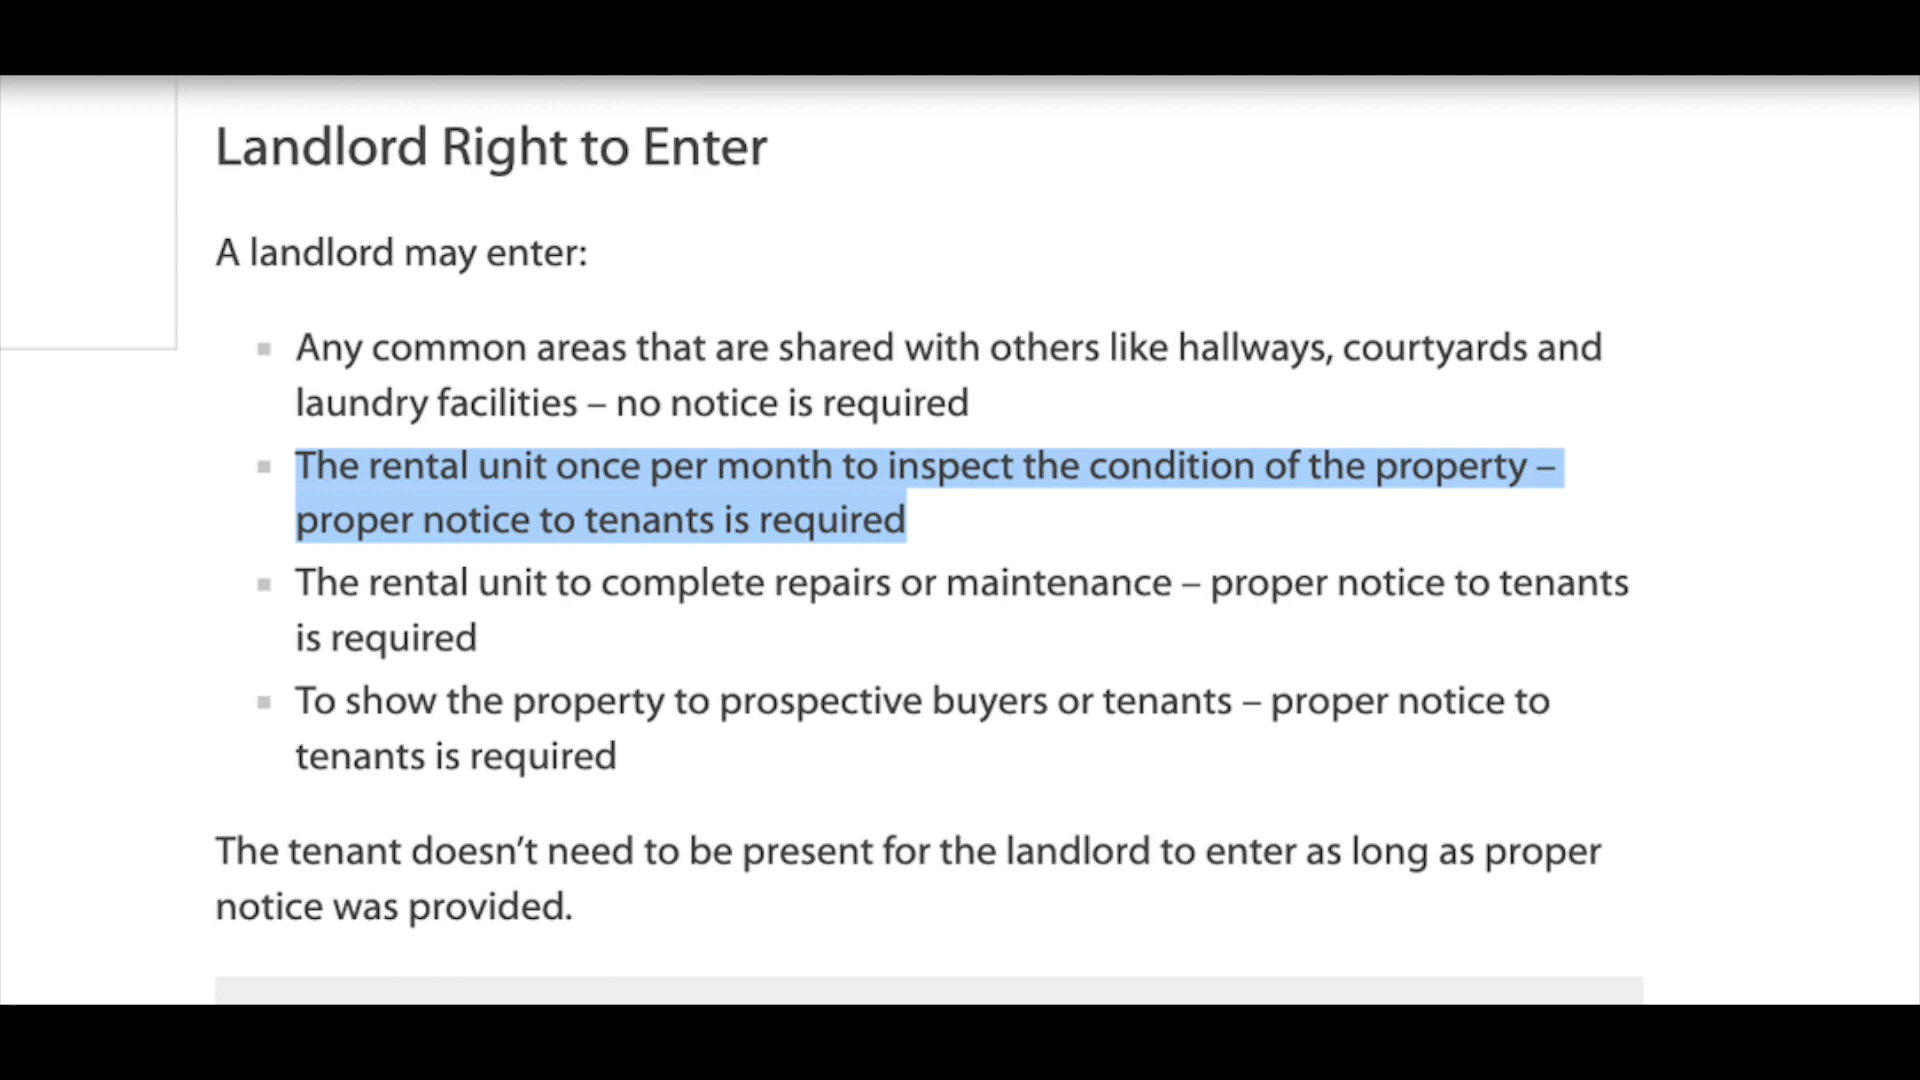 Landlord Right to Enter
A landlord may enter:
Any common areas that are shared with others like hallways, courtyards and
laundry facilities – no notice is required
The rental unit once per month to inspect the condition of the property –
proper notice to tenants is required
The rental unit to complete repairs or maintenance – proper notice to tenants
is required
To show the property to prospective buyers or tenants – proper notice to
tenants is required
The tenant doesn’t need to be present for the landlord to enter as long as proper
notice was provided.